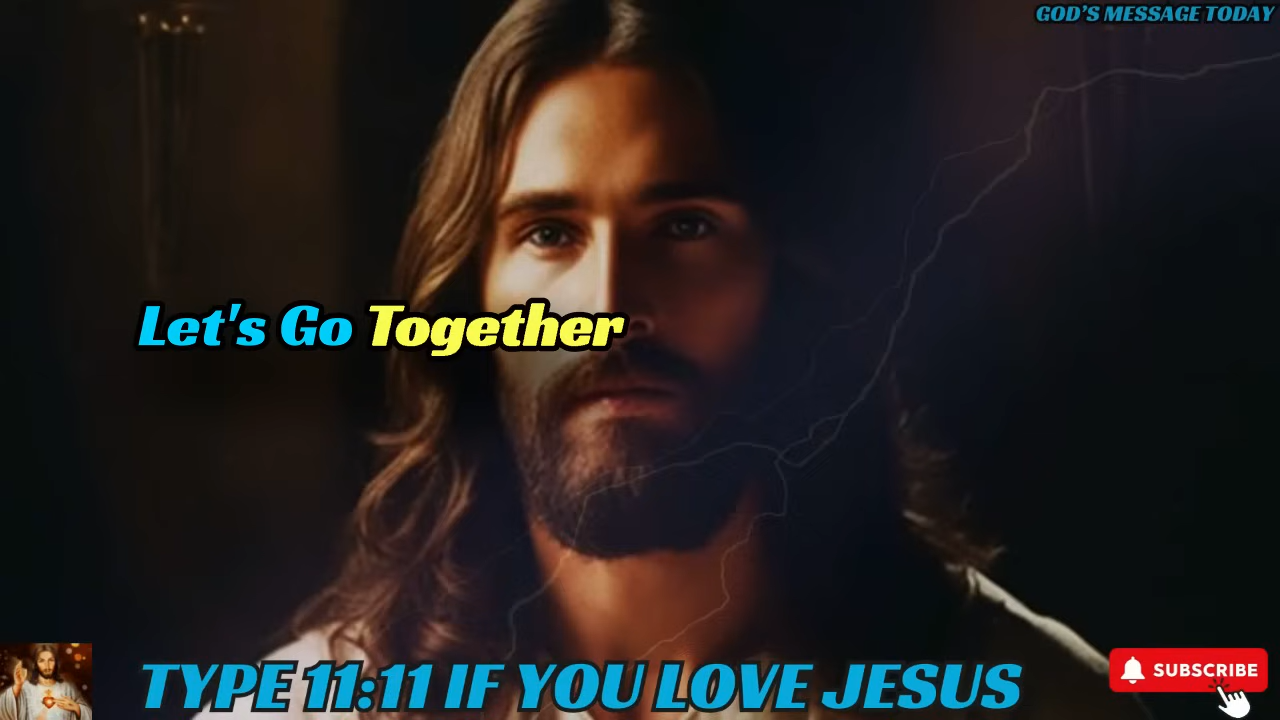 GOD'S MESSAGE TODAY
Let's Go Together
TYPE 11:11 IF YOU LOVE JESUS
SUBSCRIBE